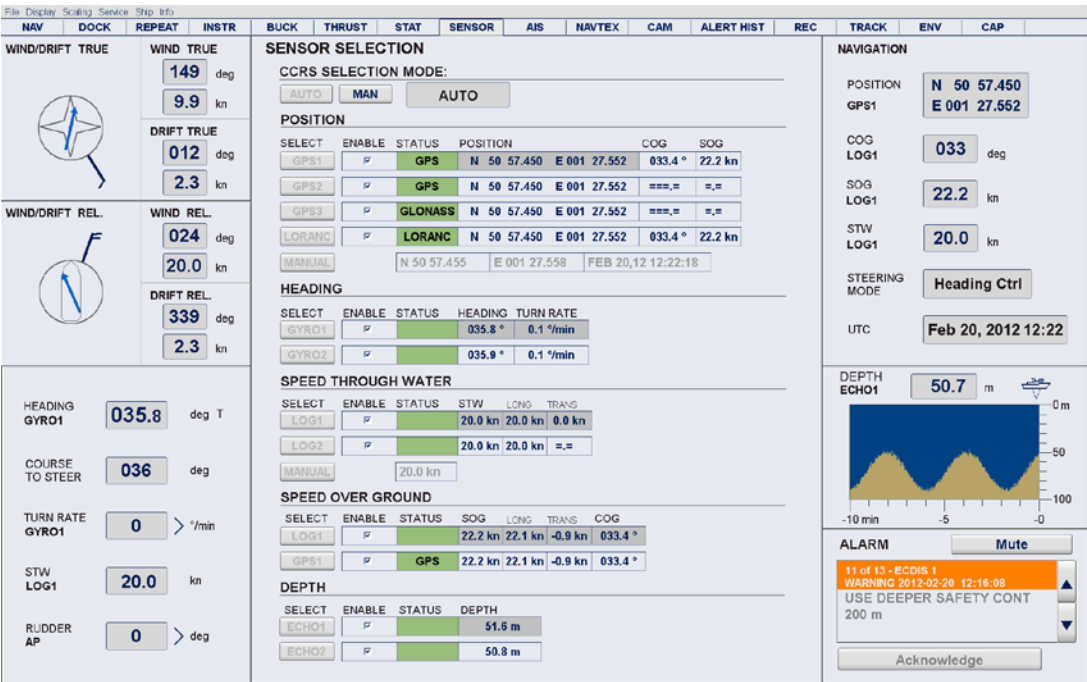 File Display Scaling Service Ship Info
NAV DOCK REPEAT INSTR BUCK THRUST STAT SENSOR AIS NAVTEX CAM ALERT HIST REC TRACK ENV CAP
WIND/DRIFT TRUE
WIND TRUE
149 deg
9.9 kn
DRIFT TRUE
012 deg
2.3 kn
WIND/DRIFT REL.
WIND REL.
024 deg
20.0 kn
DRIFT REL.
339 deg
2.3 kn
HEADING
GYRO1
035.8 deg T
COURSE
TO STEER
036 deg
TURN RATE
GYRO1
0 °/min
STW
LOG1
20.0 kn
RUDDER
AP
0 deg
SENSOR SELECTION
CCRS SELECTION MODE:
AUTO MAN AUTO
POSITION
SELECT ENABLE STATUS POSITION COG SOG
GPS1 GPS N 50 57.450 E 001 27.552 033.4 ° 22.2 kn
GPS2 GPS N 50 57.450 E 001 27.552 ===.= =.=
GPS3 GLONASS N 50 57.450 E 001 27.552 ===.= =.=
LORANC LORANC N 50 57.450 E 001 27.552 033.4 ° 22.2 kn
MANUAL N 50 57.455 E 001 27.558 FEB 20,12 12:22:18
HEADING
SELECT ENABLE STATUS HEADING TURN RATE
GYRO1 035.8 ° 0.1 °/min
GYRO2 035.9 ° 0.1 °/min
SPEED THROUGH WATER
SELECT ENABLE STATUS STW LONG TRANS
LOG1 20.0 kn 20.0 kn 0.0 kn
LOG2 20.0 kn 20.0 kn =.=
MANUAL 20.0 kn
SPEED OVER GROUND
SELECT ENABLE STATUS SOG LONG TRANS COG
LOG1 22.2 kn 22.1 kn -0.9 kn 033.4 °
GPS1 GPS 22.2 kn 22.1 kn -0.9 kn 033.4 °
DEPTH
SELECT ENABLE STATUS DEPTH
ECHO1 51.6 m
ECHO2 50.8 m
NAVIGATION
POSITION
GPS1
N 50 57.450
E 001 27.552
COG
LOG1
033 deg
SOG
LOG1
22.2 kn
STW
LOG1
20.0 kn
STEERING
MODE
Heading Ctrl
UTC
Feb 20, 2012 12:22
DEPTH
ECHO1
50.7 m
0 m
50
100
-10 min -5 -0
ALARM Mute
11 of 13 - ECDIS 1
WARNING 2012-02-20 12:16:08
USE DEEPER SAFETY CONT
200 m
Acknowledge